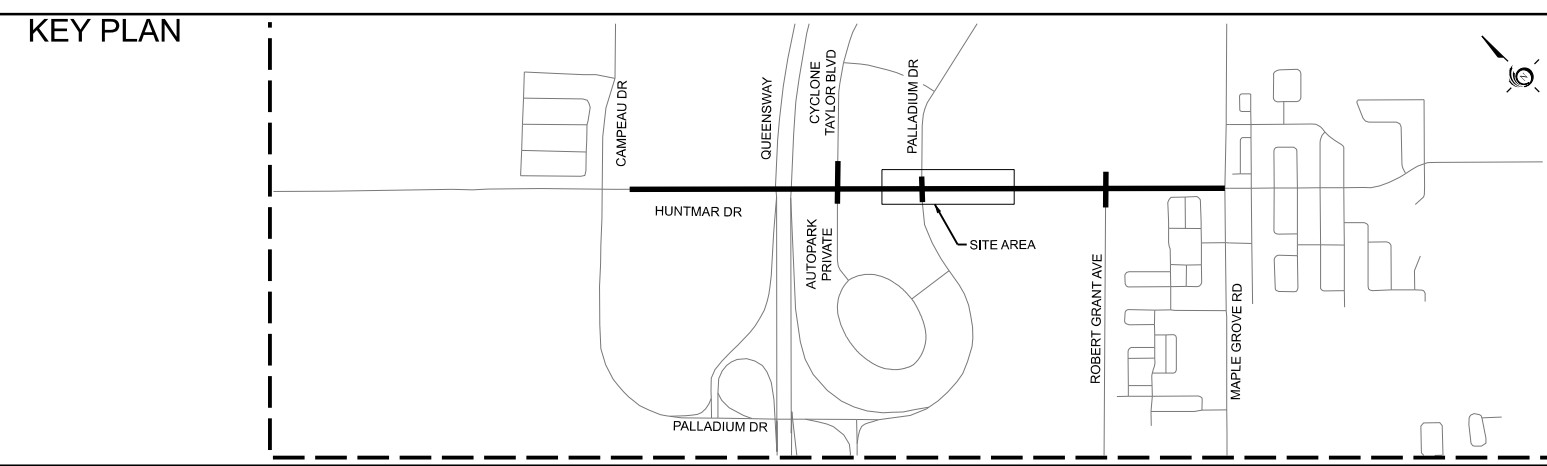 KEY PLAN
CAMPEAU DR
QUEENSWAY
CYCLONE
TAYLOR BLVD
PALLADIUM DR
HUNTMAR DR
AUTOPARK
PRIVATE
SITE AREA
ROBERT GRANT AVE
MAPLE GROVE RD
PALLADIUM DR